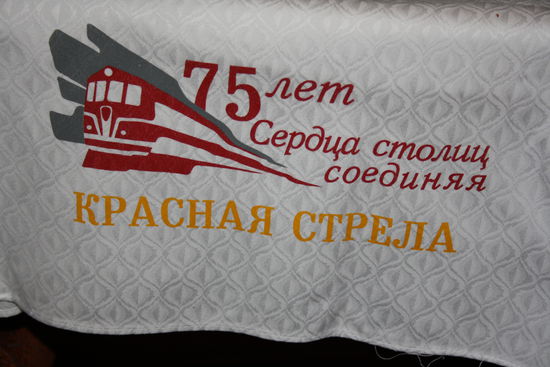 75 лет
Сердца столиц
соединяя
КРАСНАЯ СТРЕЛА